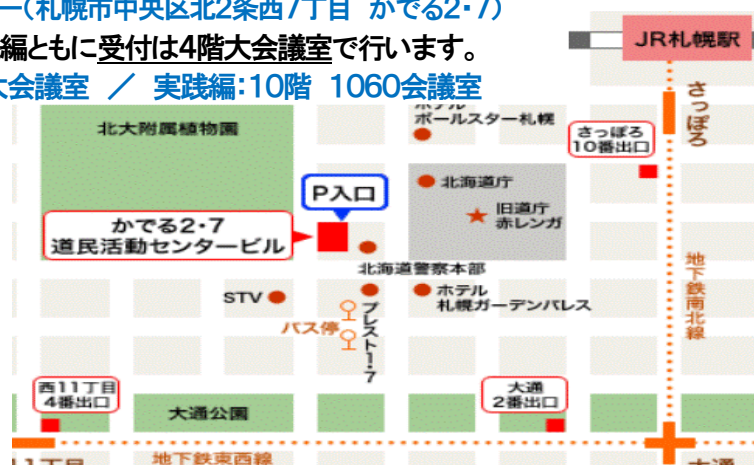 ー（札幌市中央区北2条西7丁目 かでる2・7）
編ともに受付は4階大会議室で行います。
大会議室 ／ 実践編：10階 1060会議室
JR札幌駅
さっぽろ
北大附属植物園
ホテル
ポールスター札幌
さっぽろ
10番出口
P入口
北海道庁
旧道庁
赤レンガ
かでる2・7
道民活動センタービル
北海道警察本部
地下鉄南北線
STV
ホテル
札幌ガーデンパレス
バス停
プレスト1・7
西11丁目
4番出口
大通公園
大通
2番出口
地下鉄東西線
11丁目
大通